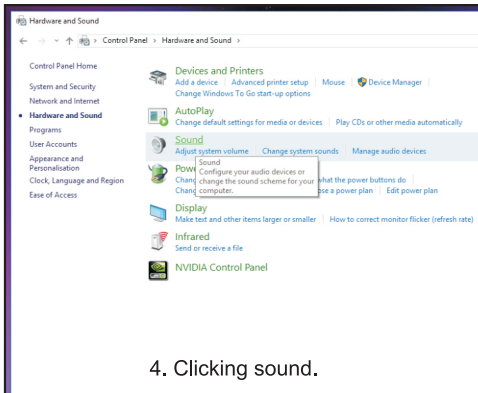 Hardware and Sound
Control Panel > Hardware and Sound >
Control Panel Home
System and Security
Network and Internet
Hardware and Sound
Programs
User Accounts
Appearance and
Personalisation
Clock, Language and Region
Ease of Access
Devices and Printers
Add a device Advanced printer setup Mouse Device Manager
Change Windows To Go start-up options
AutoPlay
Change default settings for media or devices Play CDs or other media automatically
Sound
Adjust system volume Change system sounds Manage audio devices
Sound
Configure your audio devices or
change the sound scheme for your
computer.
what the power buttons do
a power plan Edit power plan
Display
Make text and other items larger or smaller How to correct monitor flicker (refresh rate)
Infrared
Send or receive a file
NVIDIA Control Panel
4. Clicking sound.